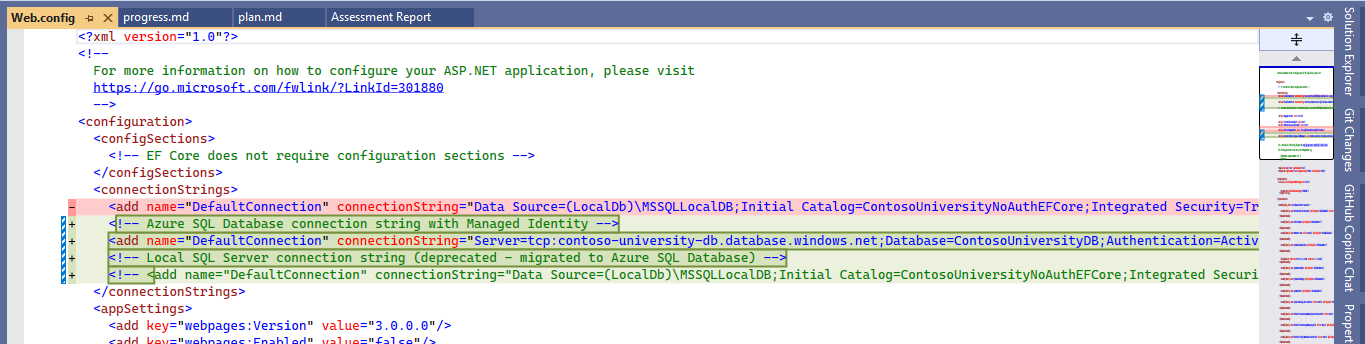 Web.config
progress.md
plan.md
Assessment Report
<?xml version="1.0"?>
<!--
For more information on how to configure your ASP.NET application, please visit
https://go.microsoft.com/fwlink/?LinkId=301880
-->
<configuration>
<configSections>
<!-- EF Core does not require configuration sections -->
</configSections>
<connectionStrings>
- <add name="DefaultConnection" connectionString="Data Source=(LocalDb)\MSSQLLocalDB;Initial Catalog=ContosoUniversityNoAuthEFCore;Integrated Security=Tr
+ <!-- Azure SQL Database connection string with Managed Identity -->
+ <add name="DefaultConnection" connectionString="Server=tcp:contoso-university-db.database.windows.net;Database=ContosoUniversityDB;Authentication=Activ
+ <!-- Local SQL Server connection string (deprecated - migrated to Azure SQL Database) -->
+ <!-- <add name="DefaultConnection" connectionString="Data Source=(LocalDb)\MSSQLLocalDB;Initial Catalog=ContosoUniversityNoAuthEFCore;Integrated Securi
</connectionStrings>
<appSettings>
<add key="webpages:Version" value="3.0.0.0"/>
<add key="webpages:Enabled" value="false"/>
Solution Explorer
Git Changes
GitHub Copilot Chat
Propert